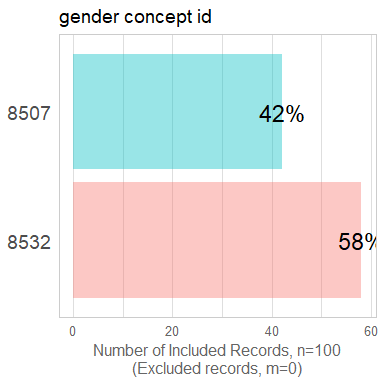 gender concept id
8507
42%
8532
58%
0 20 40 60
Number of Included Records, n=100
(Excluded records, m=0)